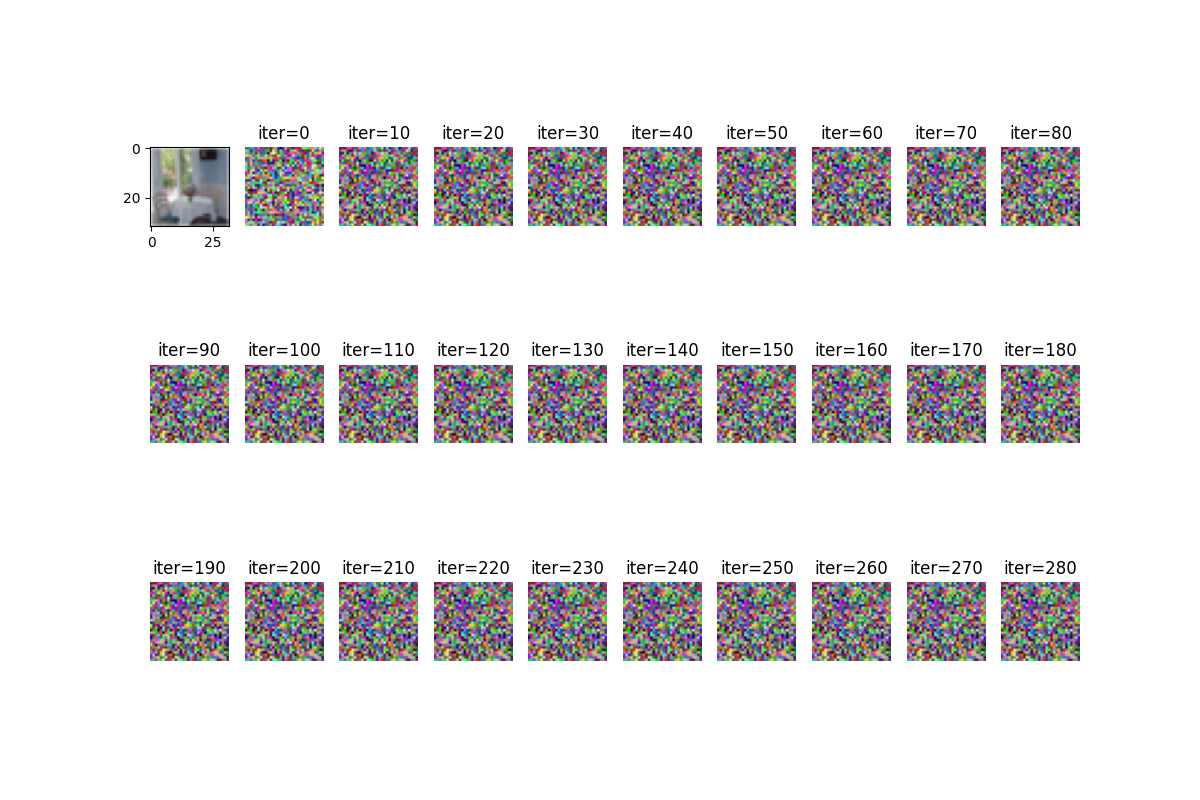 iter=0 iter=10 iter=20 iter=30 iter=40 iter=50 iter=60 iter=70 iter=80
0
20
0 25
iter=90 iter=100 iter=110 iter=120 iter=130 iter=140 iter=150 iter=160 iter=170 iter=180
iter=190 iter=200 iter=210 iter=220 iter=230 iter=240 iter=250 iter=260 iter=270 iter=280